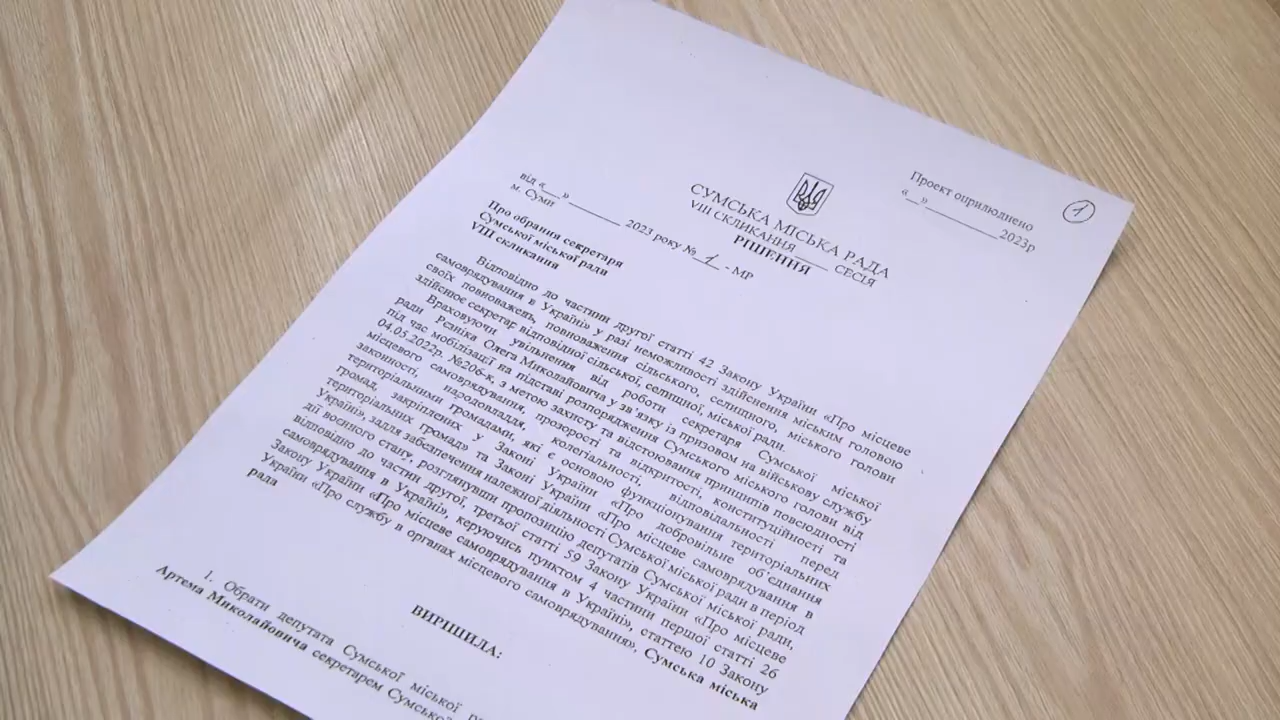 Проект оприлюднено
«__»__________2023р
1
СУМСЬКА МІСЬКА РАДА
VIII СКЛИКАННЯ ______ СЕСІЯ
РІШЕННЯ
від «__» ________ 2023 року № 1 - МР
м. Суми
Про обрання секретаря
Сумської міської ради
VIII скликання
Відповідно до частини другої статті 42 Закону України «Про місцеве
самоврядування в Україні» у разі неможливості здійснення міським головою
своїх повноважень, повноваження сільського, селищного, міського голови
здійснює секретар відповідної сільської, селищної, міської ради.
Враховуючи увільнення від роботи секретаря Сумської міської
ради Рєзніка Олега Миколайовича у зв'язку із призовом на військову службу
під час мобілізації на підставі розпорядження Сумського міського голови від
04.05.2022р. №206-к, з метою захисту та відстоювання принципів повсюдності
місцевого самоврядування, прозорості та відкритості, конституційності та
законності, народовладдя, колегіальності, відповідальності перед
територіальними громадами, які є основою функціонування територіальних
громад, закріплених у Законі України «Про добровільне об'єднання
територіальних громад» та Законі України «Про місцеве самоврядування в
Україні», задля забезпечення належної діяльності Сумської міської ради в період
дії воєнного стану, розглянувши пропозицію депутатів Сумської міської ради,
відповідно до частин другої, третьої статті 59 Закону України «Про місцеве
самоврядування в Україні», керуючись пунктом 4 частини першої статті 26
Закону України «Про місцеве самоврядування в Україні», статтею 10 Закону
України «Про службу в органах місцевого самоврядування», Сумська міська
рада
ВИРІШИЛА:
1. Обрати депутата Сумської міської
Артема Миколайовича секретарем